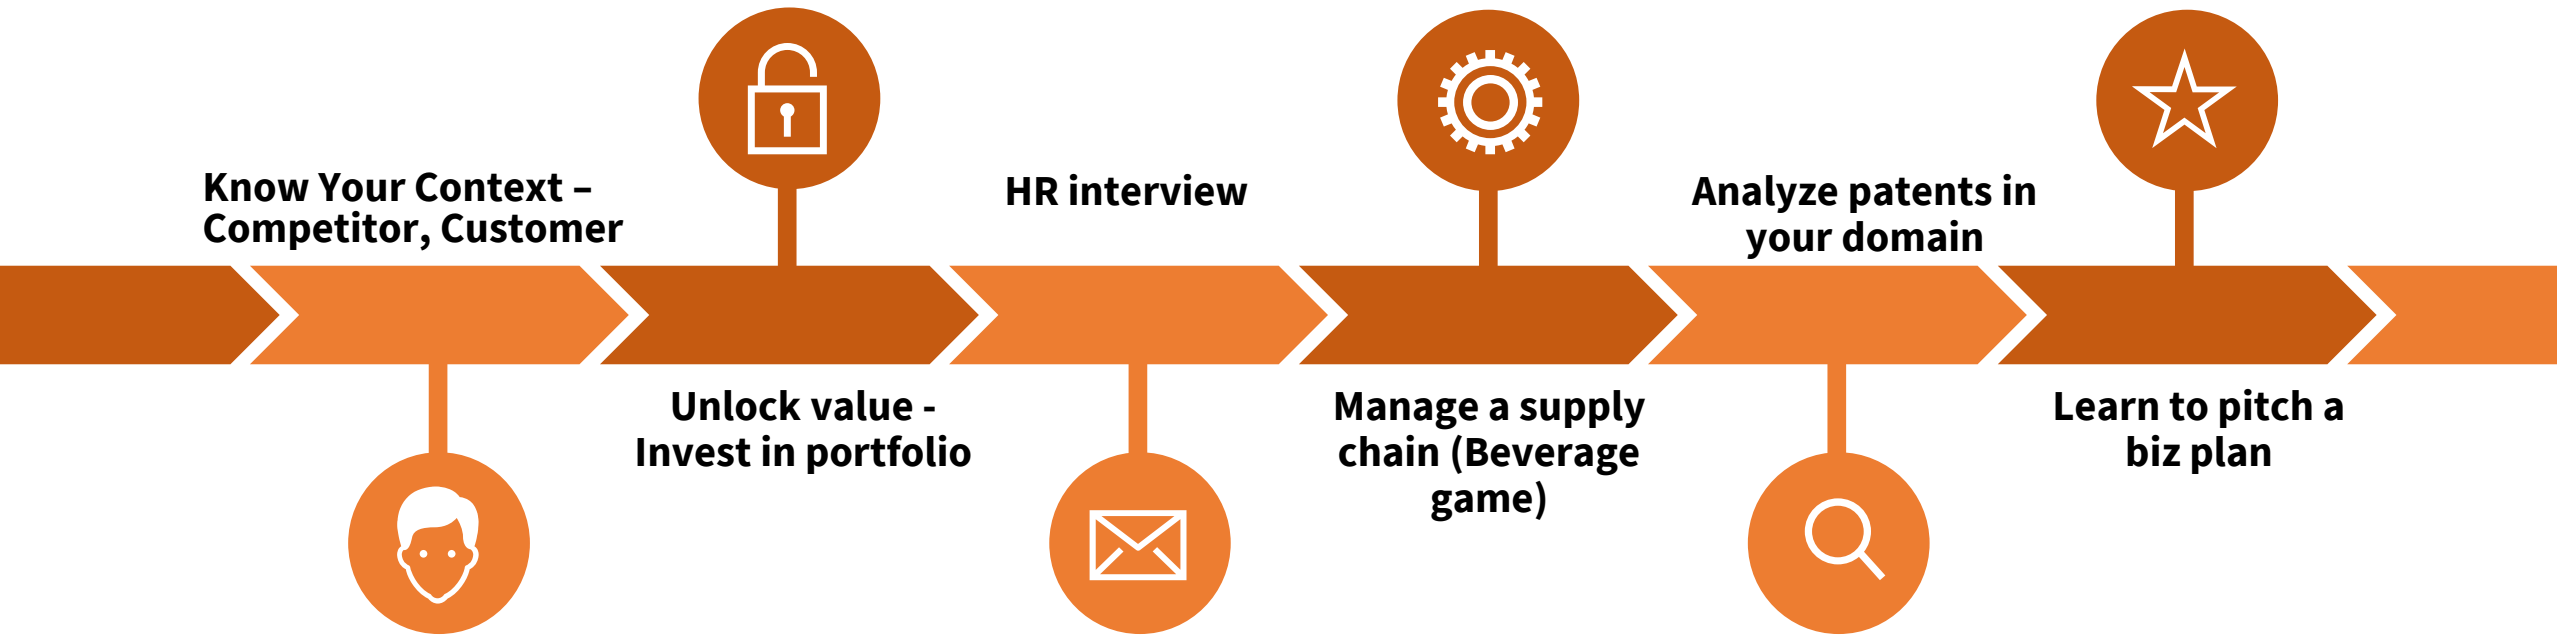 Know Your Context –
Competitor, Customer
Unlock value -
Invest in portfolio
HR interview
Manage a supply
chain (Beverage
game)
Analyze patents in
your domain
Learn to pitch a
biz plan